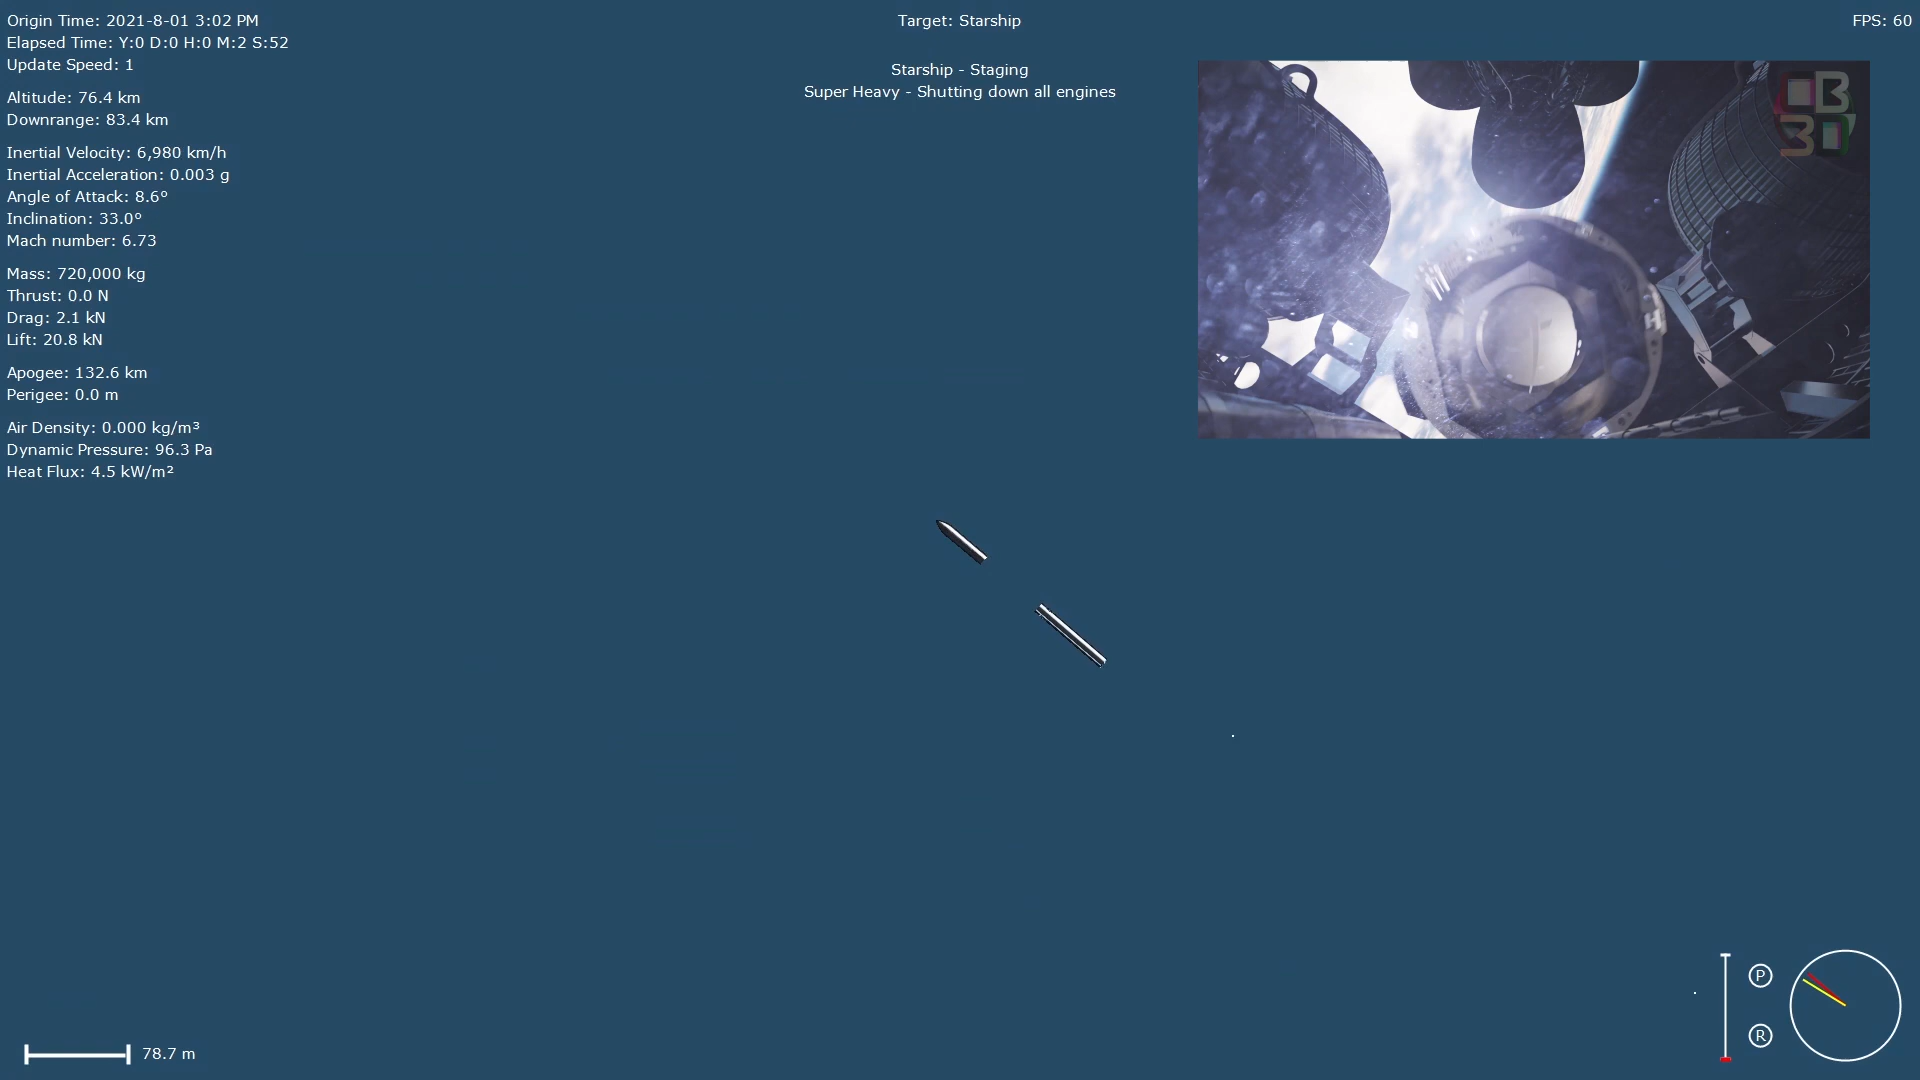 Origin Time: 2021-8-01 3:02 PM
Elapsed Time: Y:0 D:0 H:0 M:2 S:52
Update Speed: 1
Altitude: 76.4 km
Downrange: 83.4 km
Inertial Velocity: 6,980 km/h
Inertial Acceleration: 0.003 g
Angle of Attack: 8.6º
Inclination: 33.0º
Mach number: 6.73
Mass: 720,000 kg
Thrust: 0.0 N
Drag: 2.1 kN
Lift: 20.8 kN
Apogee: 132.6 km
Perigee: 0.0 m
Air Density: 0.000 kg/m³
Dynamic Pressure: 96.3 Pa
Heat Flux: 4.5 kW/m²
Target: Starship
Starship - Staging
Super Heavy - Shutting down all engines
FPS: 60
CB
3D
P
R
78.7 m